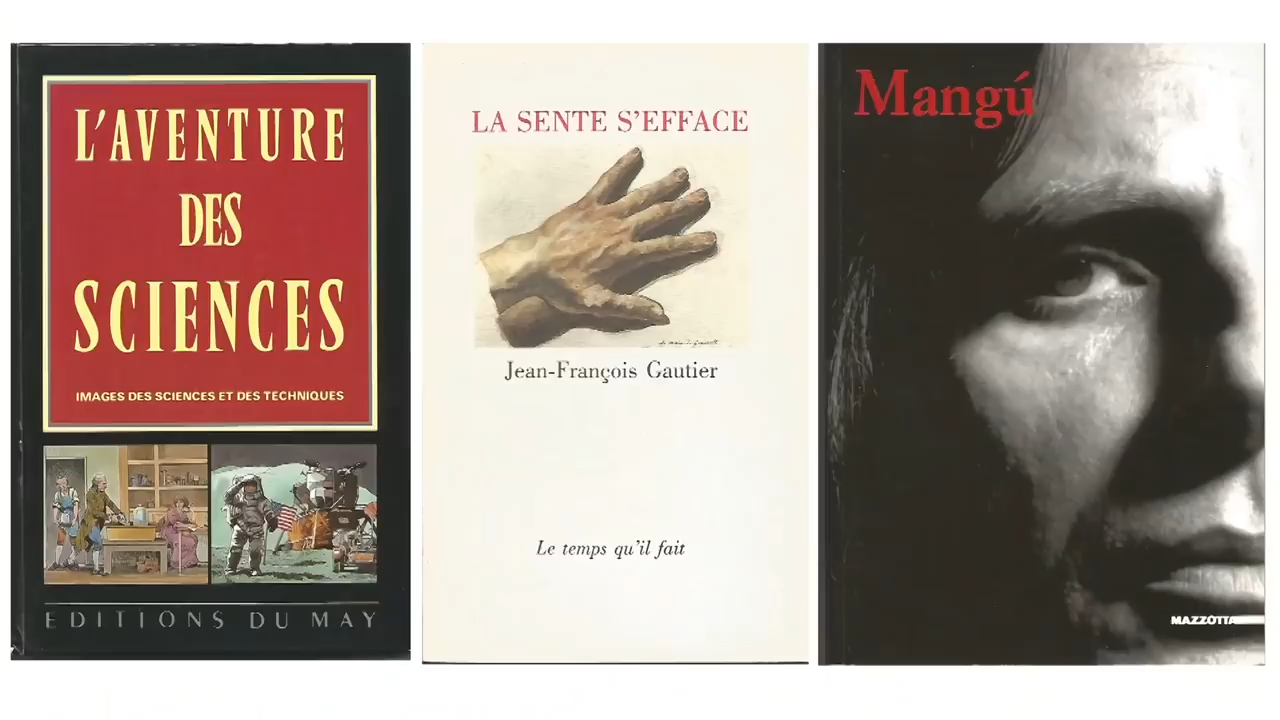 L'AVENTURE
DES
SCIENCES
IMAGES DES SCIENCES ET DES TECHNIQUES
EDITIONS DU MAY
LA SENTE S'EFFACE
Jean-François Gautier
Le temps qu'il fait
Mangú
MAZZOTTA